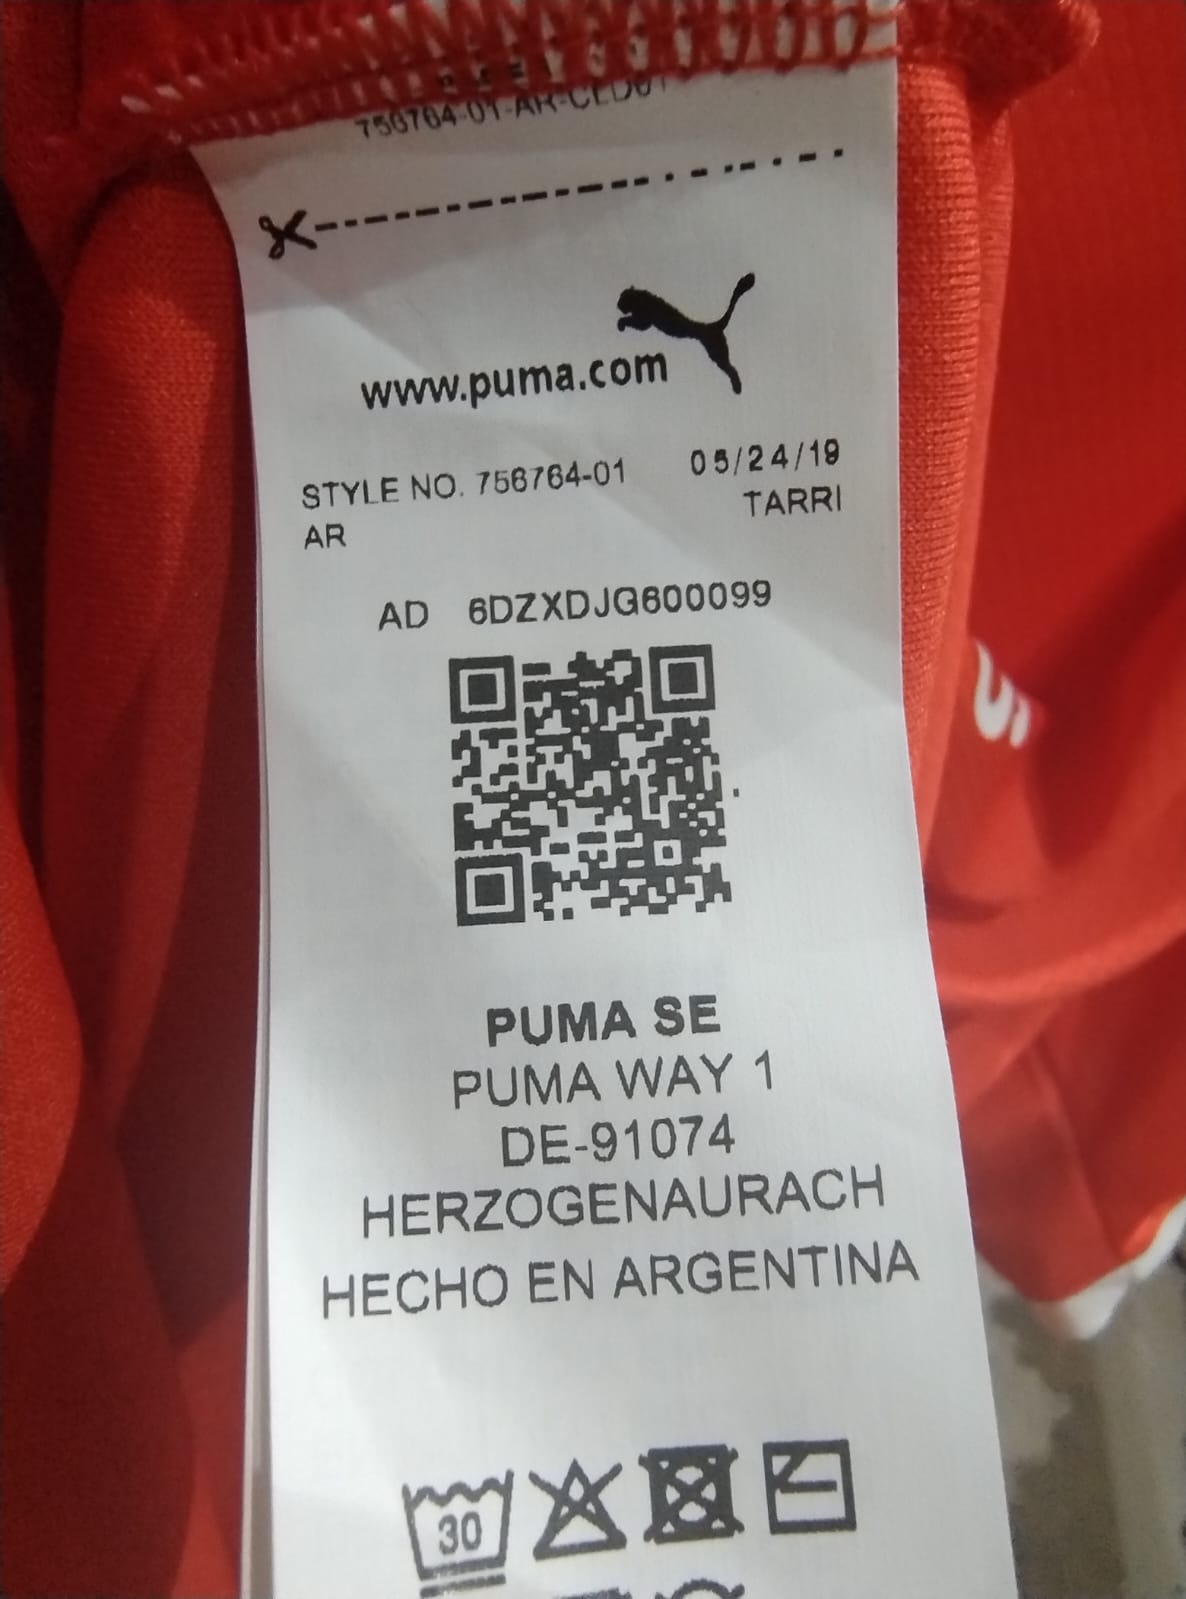 756764-01-AR-CLD01
www.puma.com
STYLE NO. 756764-01 05/24/19
AR TARRI
AD 6DZXDJG600099
PUMA SE
PUMA WAY 1
DE-91074
HERZOGENAURACH
HECHO EN ARGENTINA
30